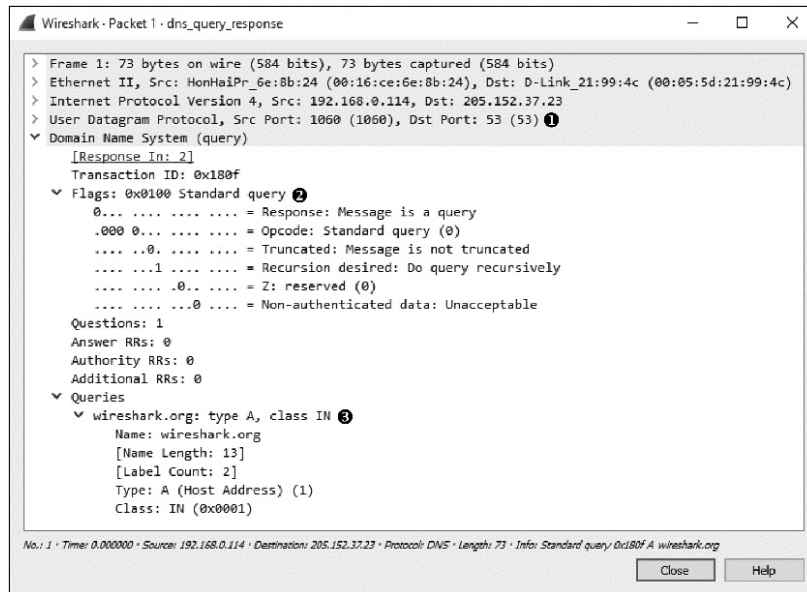 Wireshark · Packet 1 · dns_query_response
> Frame 1: 73 bytes on wire (584 bits), 73 bytes captured (584 bits)
> Ethernet II, Src: HonHaiPr_6e:8b:24 (00:16:ce:6e:8b:24), Dst: D-Link_21:99:4c (00:05:5d:21:99:4c)
> Internet Protocol Version 4, Src: 192.168.0.114, Dst: 205.152.37.23
> User Datagram Protocol, Src Port: 1060 (1060), Dst Port: 53 (53) ❶
Domain Name System (query)
[Response In: 2]
Transaction ID: 0x180f
Flags: 0x0100 Standard query ❷
0... .... .... .... = Response: Message is a query
.000 0... .... .... = Opcode: Standard query (0)
.... ..0. .... .... = Truncated: Message is not truncated
.... ...1 .... .... = Recursion desired: Do query recursively
.... .... .0.. .... = Z: reserved (0)
.... .... ...0 .... = Non-authenticated data: Unacceptable
Questions: 1
Answer RRs: 0
Authority RRs: 0
Additional RRs: 0
Queries
wireshark.org: type A, class IN ❸
Name: wireshark.org
[Name Length: 13]
[Label Count: 2]
Type: A (Host Address) (1)
Class: IN (0x0001)
No.: 1 · Time: 0.000000 · Source: 192.168.0.114 · Destination: 205.152.37.23 · Protocol: DNS · Length: 73 · Info: Standard query 0x180f A wireshark.org
Close Help